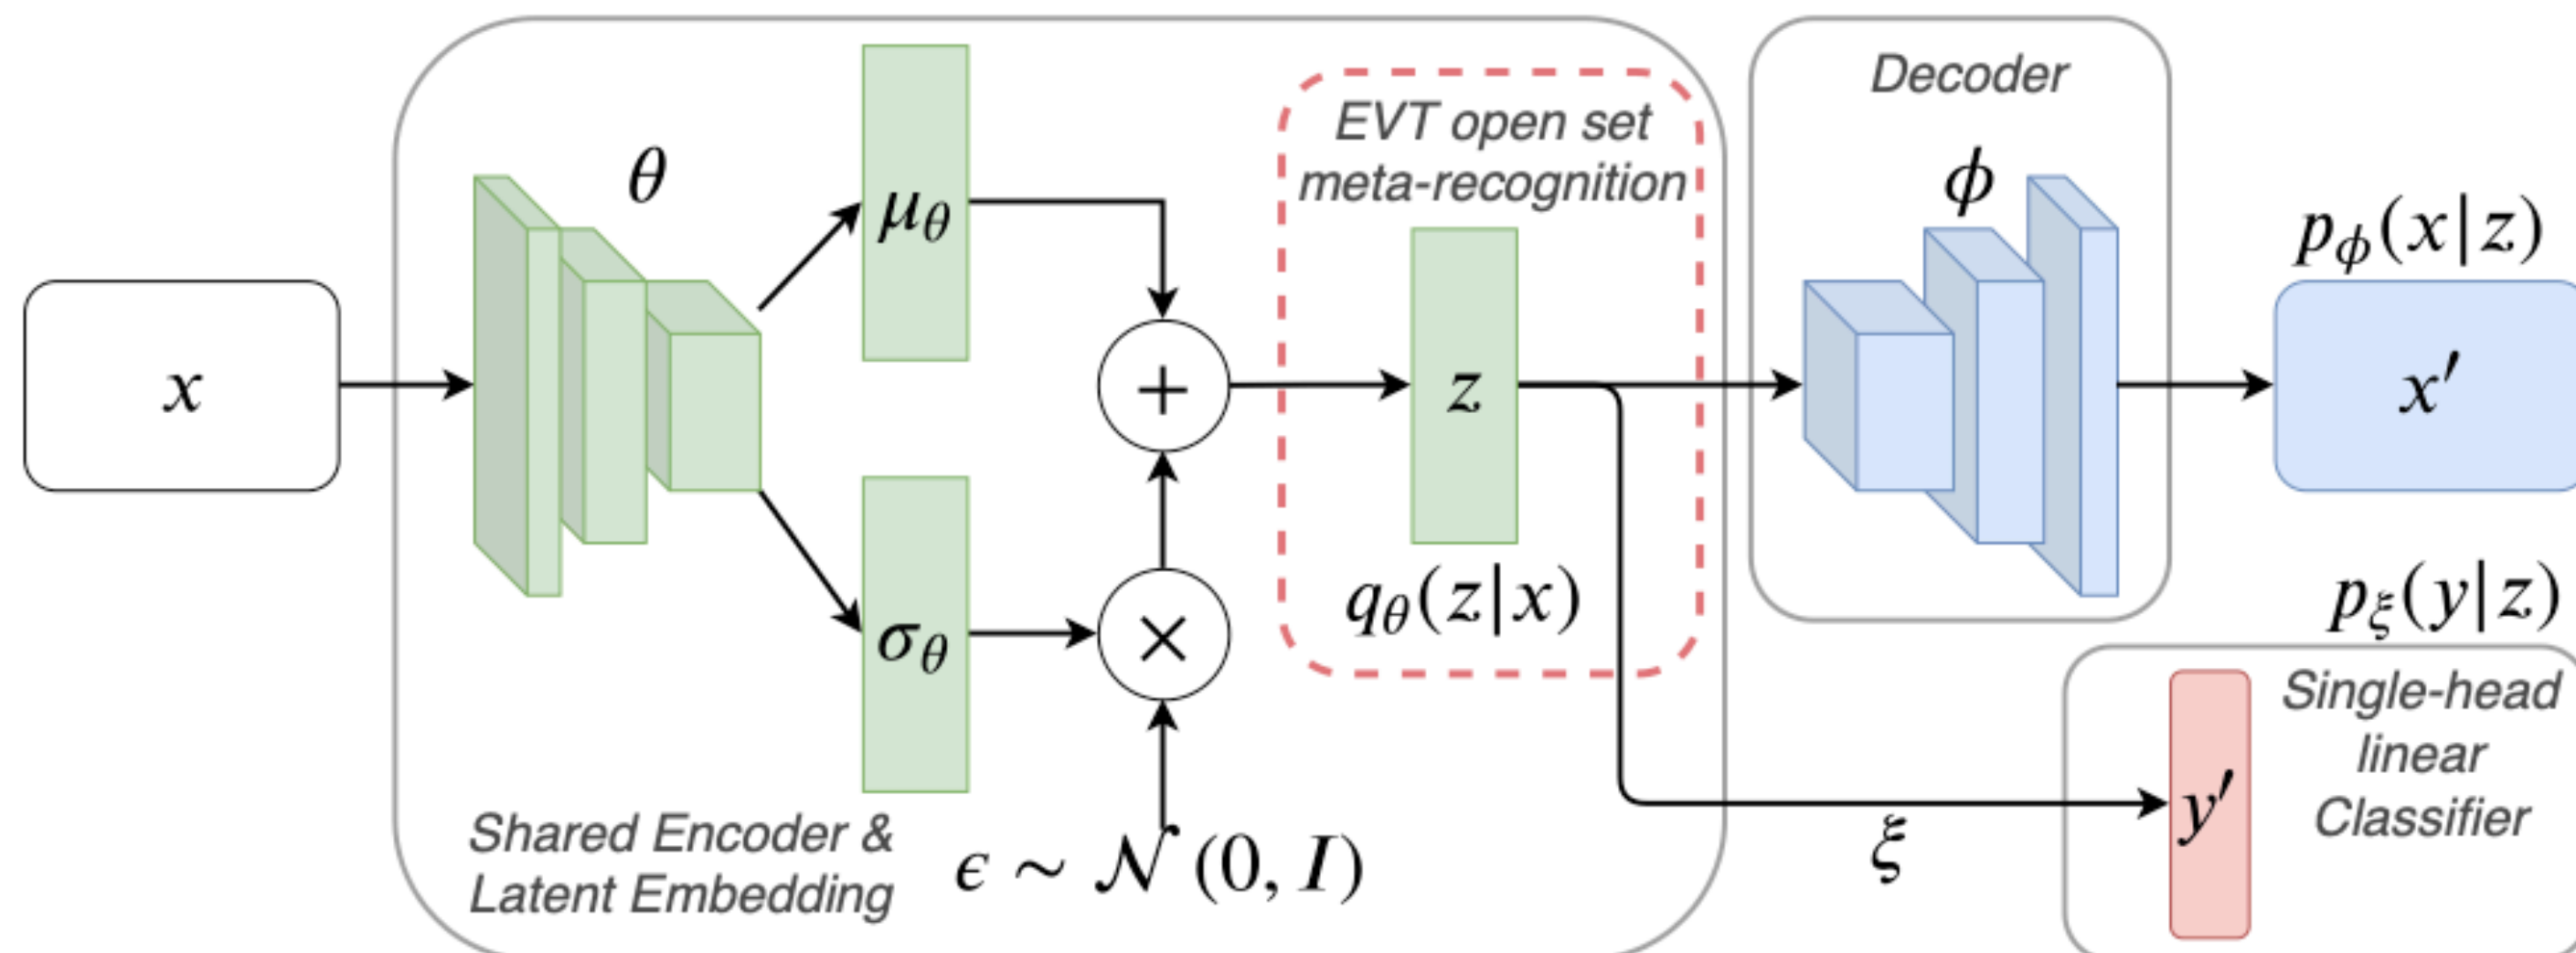 x
θ
μθ
σθ
+
×
ϵ ∼ 𝒩(0, I)
Shared Encoder &
Latent Embedding
EVT open set
meta-recognition
z
qθ(z|x)
Decoder
ϕ
pϕ(x|z)
x′
pξ(y|z)
ξ
y′
Single-head
linear
Classifier